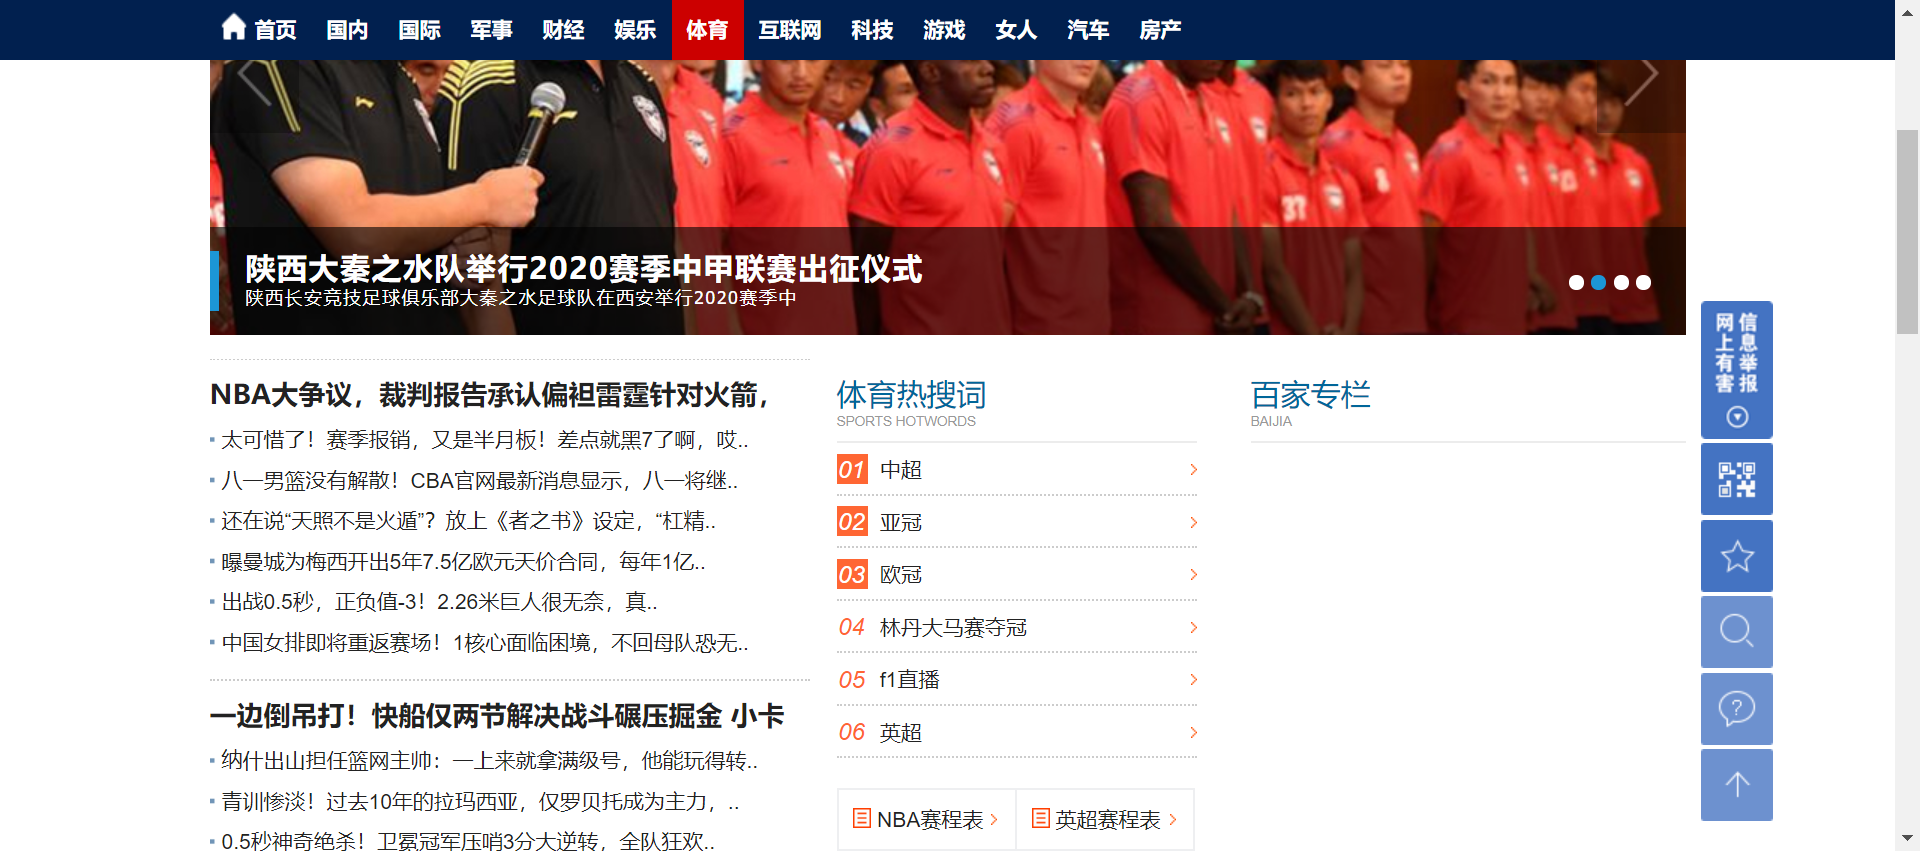 首页 国内 国际 军事 财经 娱乐 体育 互联网 科技 游戏 女人 汽车 房产
37
8
陕西大秦之水队举行2020赛季中甲联赛出征仪式
陕西长安竞技足球俱乐部大秦之水足球队在西安举行2020赛季中
NBA大争议，裁判报告承认偏袒雷霆针对火箭，
太可惜了！赛季报销，又是半月板！差点就黑7了啊，哎..
八一男篮没有解散！CBA官网最新消息显示，八一将继..
还在说“天照不是火遁”？放上《者之书》设定，“杠精..
曝曼城为梅西开出5年7.5亿欧元天价合同，每年1亿..
出战0.5秒，正负值-3！2.26米巨人很无奈，真..
中国女排即将重返赛场！1核心面临困境，不回母队恐无..
一边倒吊打！快船仅两节解决战斗碾压掘金 小卡
纳什出山担任篮网主帅：一上来就拿满级号，他能玩得转..
青训惨淡！过去10年的拉玛西亚，仅罗贝托成为主力，..
0.5秒神奇绝杀！卫冕冠军压哨3分大逆转，全队狂欢..
体育热搜词
SPORTS HOTWORDS
01 中超
02 亚冠
03 欧冠
04 林丹大马赛夺冠
05 f1直播
06 英超
NBA赛程表 英超赛程表
百家专栏
BAIJIA
网上有害
信息举报